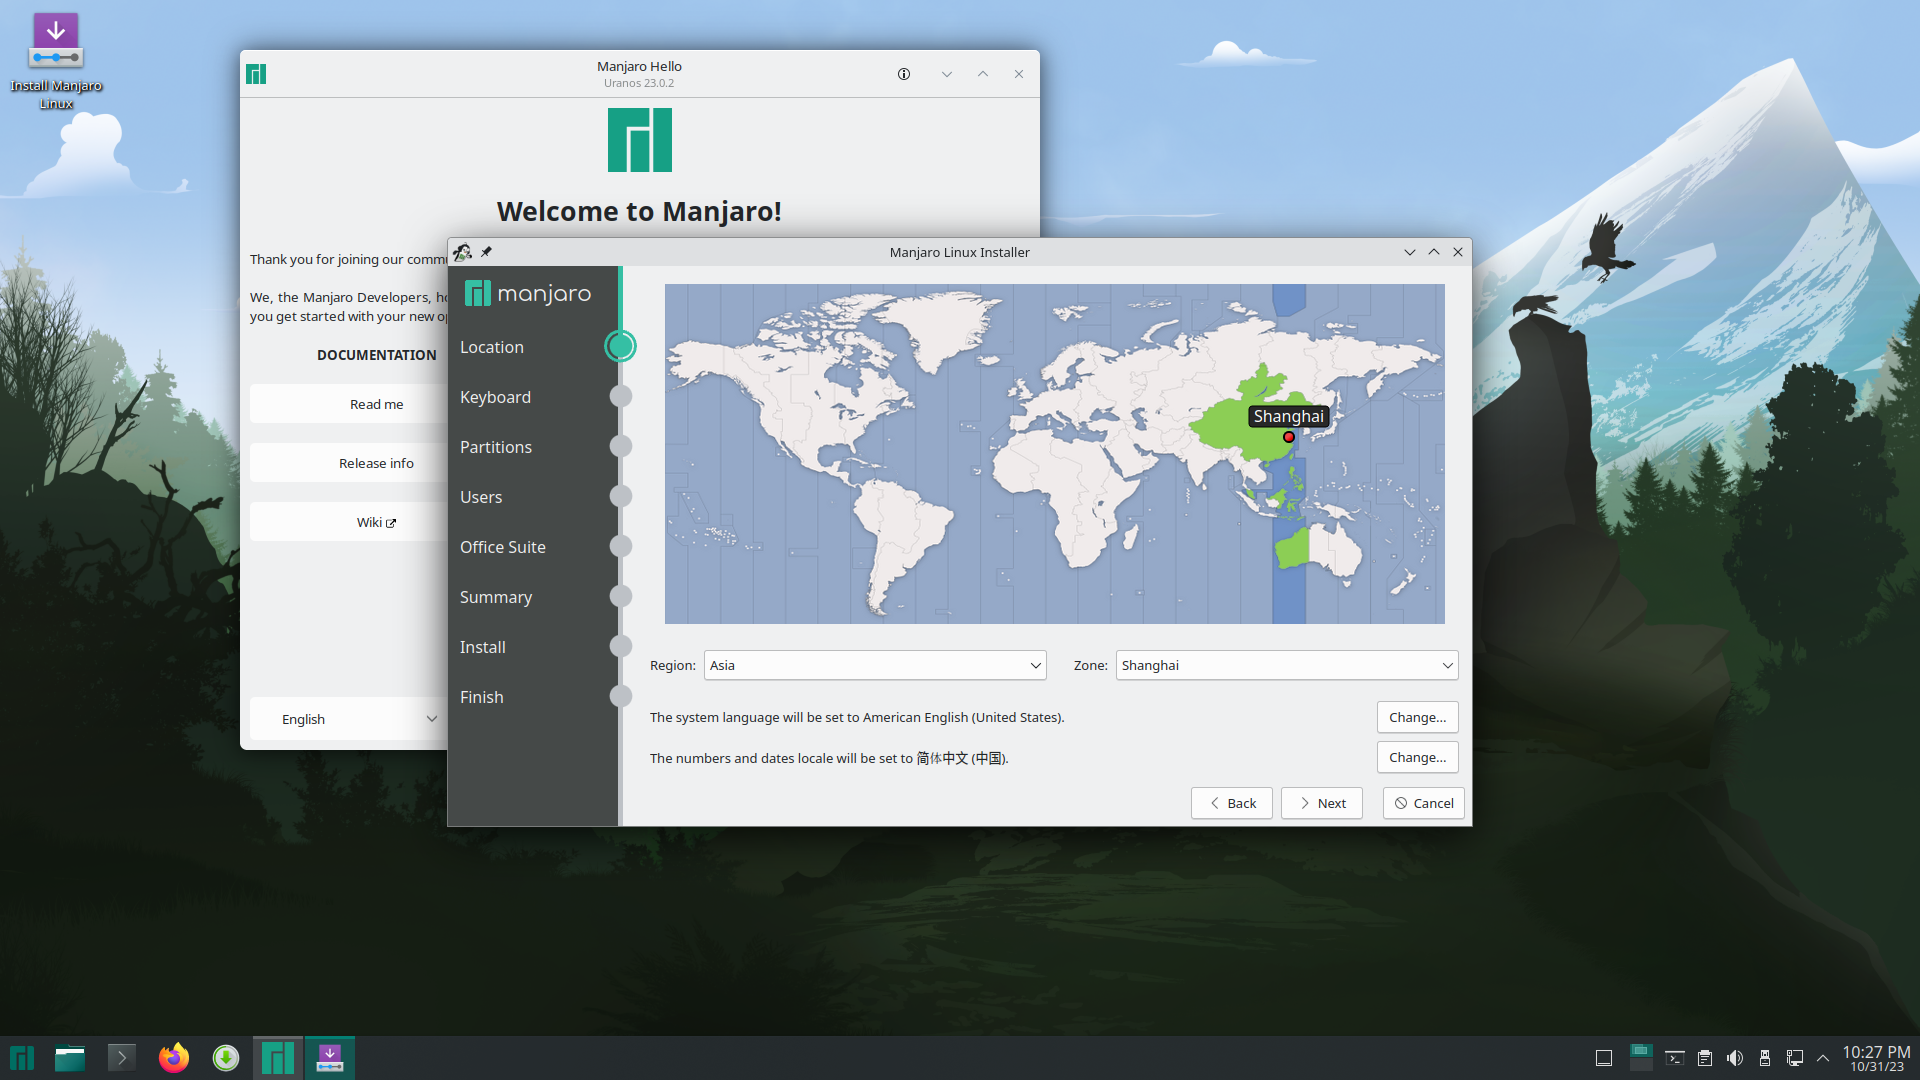 Install Manjaro
Linux
Manjaro Hello
Uranos 23.0.2
Welcome to Manjaro!
Thank you for joining our comm
We, the Manjaro Developers, h
you get started with your new o
DOCUMENTATION
Read me
Release info
Wiki
English
Manjaro Linux Installer
manjaro
Location
Keyboard
Partitions
Users
Office Suite
Summary
Install
Finish
Shanghai
Region: Asia Zone: Shanghai
The system language will be set to American English (United States). Change...
The numbers and dates locale will be set to 简体中文 (中国). Change...
Back Next Cancel
10:27 PM
10/31/23